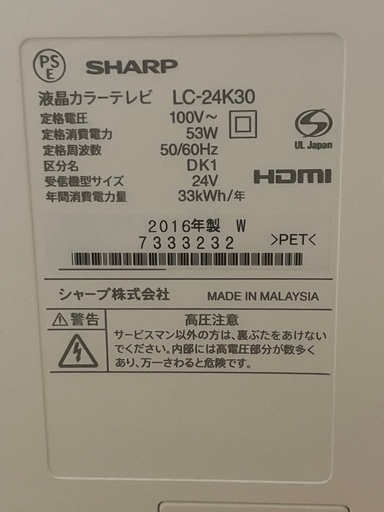 PS
E
SHARP
液晶カラーテレビ LC-24K30
定格電圧 100V～
定格消費電力 53W
定格周波数 50/60Hz
区分名 DK1
受信機型サイズ 24V
年間消費電力量 33kWh/年
S
UL Japan
HDMI
2016年製 W
7333232
>PET<
シャープ株式会社 MADE IN MALAYSIA
⚠警告 高圧注意
サービスマン以外の方は、裏ぶたをあけない
でください。内部には高電圧部分が数多く
あり、万一さわると危険です。